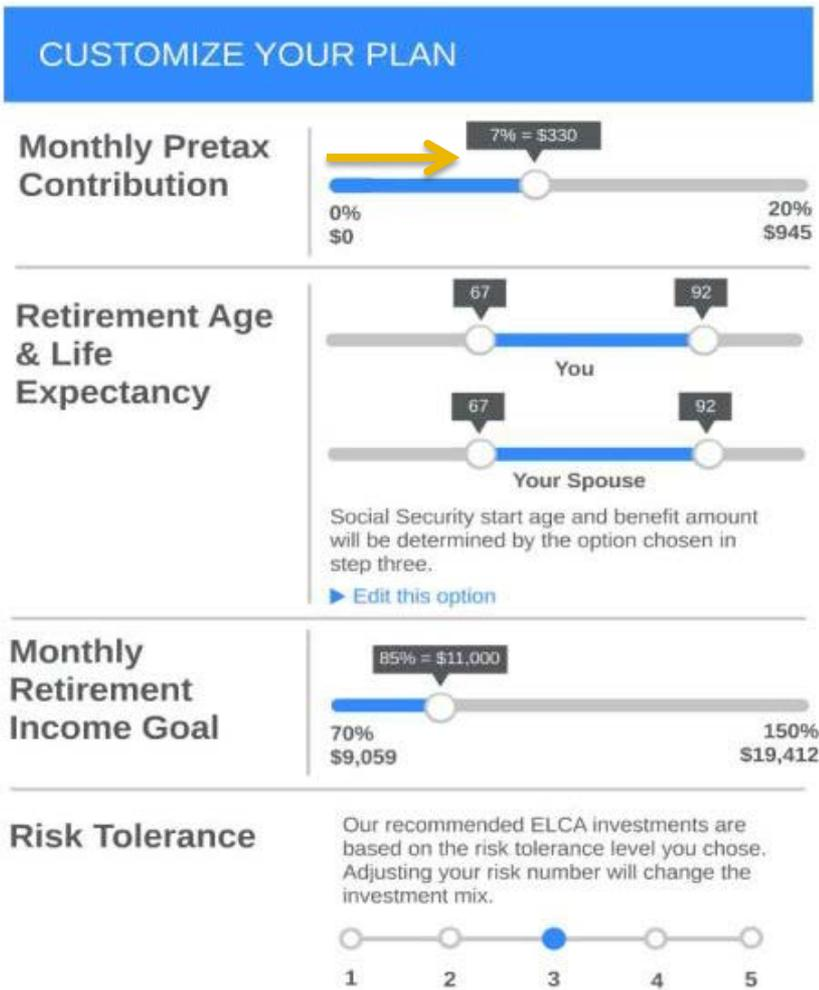 CUSTOMIZE YOUR PLAN
Monthly Pretax
Contribution
7% = $330
0%
$0
20%
$945
Retirement Age
& Life
Expectancy
67
92
You
67
92
Your Spouse
Social Security start age and benefit amount
will be determined by the option chosen in
step three.
▶ Edit this option
Monthly
Retirement
Income Goal
85% = $11,000
70%
$9,059
150%
$19,412
Risk Tolerance
Our recommended ELCA investments are
based on the risk tolerance level you chose.
Adjusting your risk number will change the
investment mix.
1 2 3 4 5